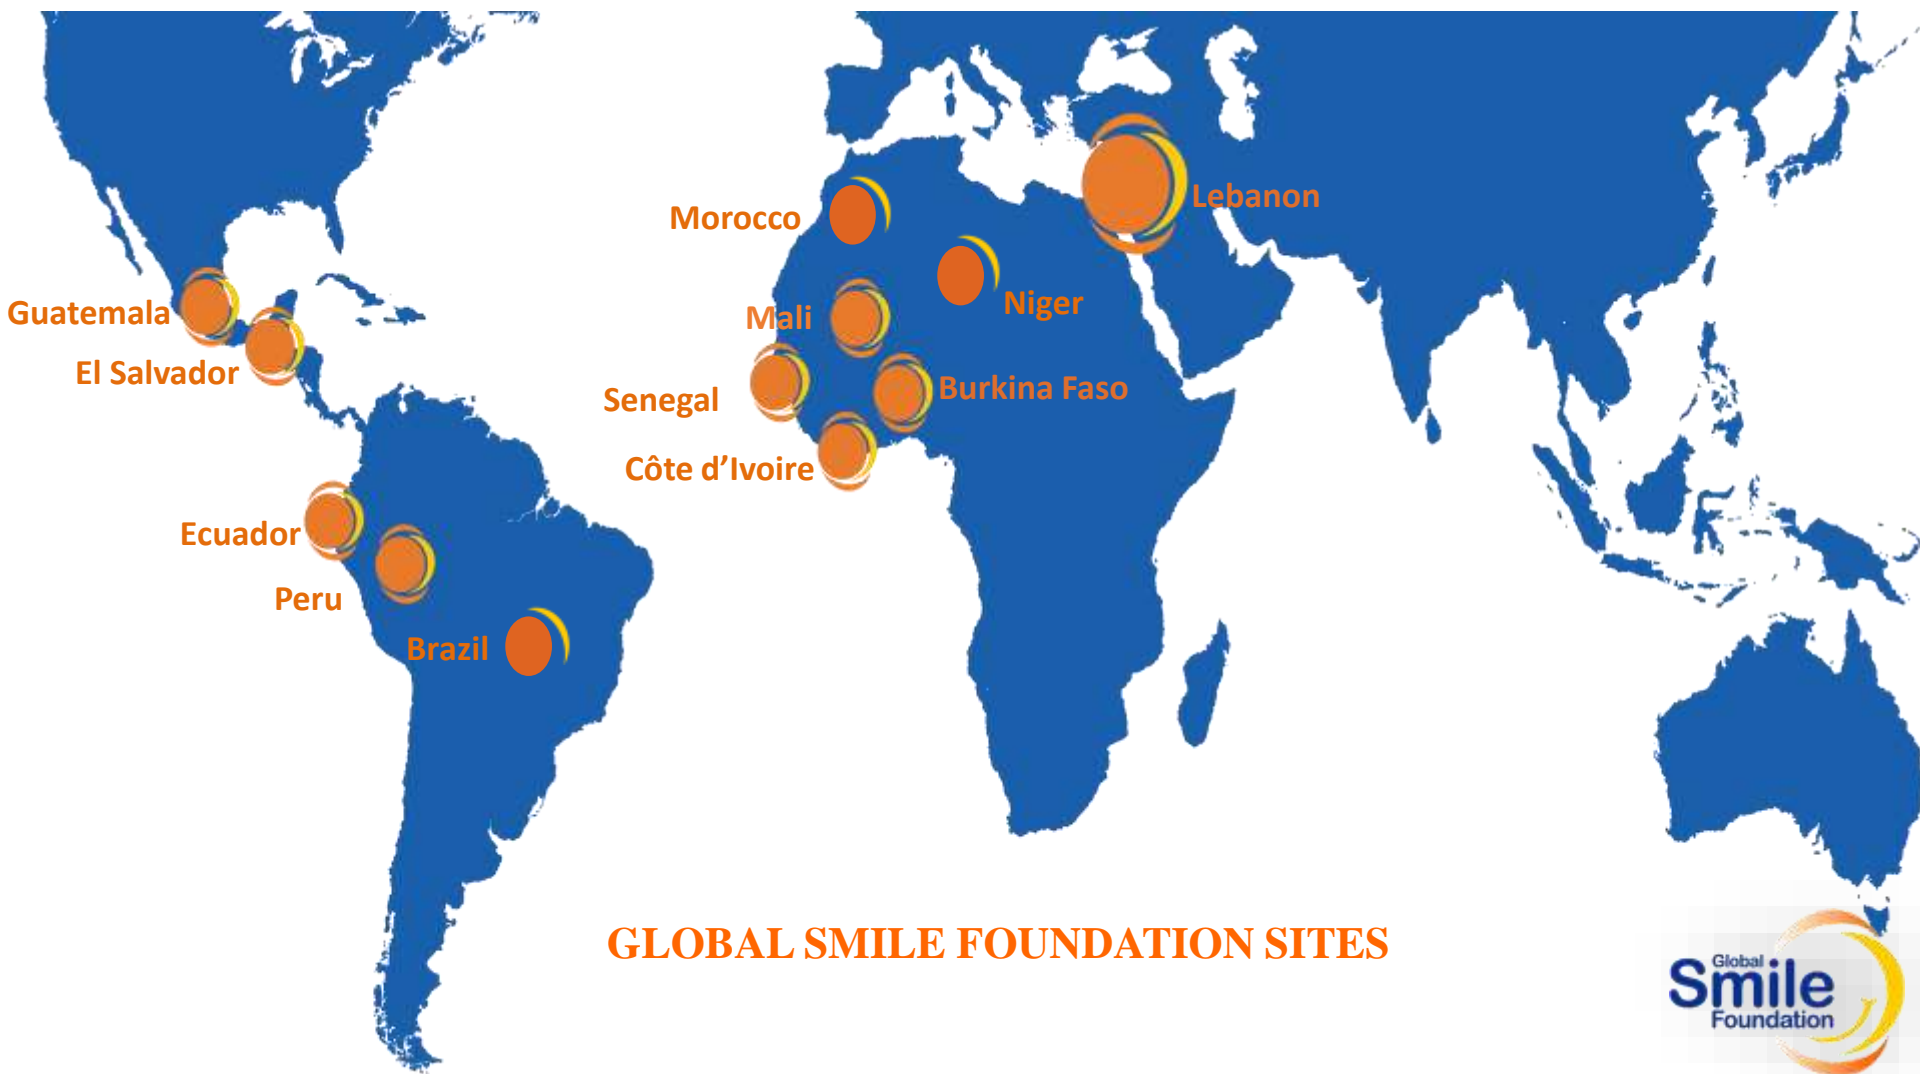 Morocco
Lebanon
Niger
Guatemala
Mali
El Salvador
Burkina Faso
Senegal
Côte d’Ivoire
Ecuador
Peru
Brazil
GLOBAL SMILE FOUNDATION SITES
Global
Smile
Foundation